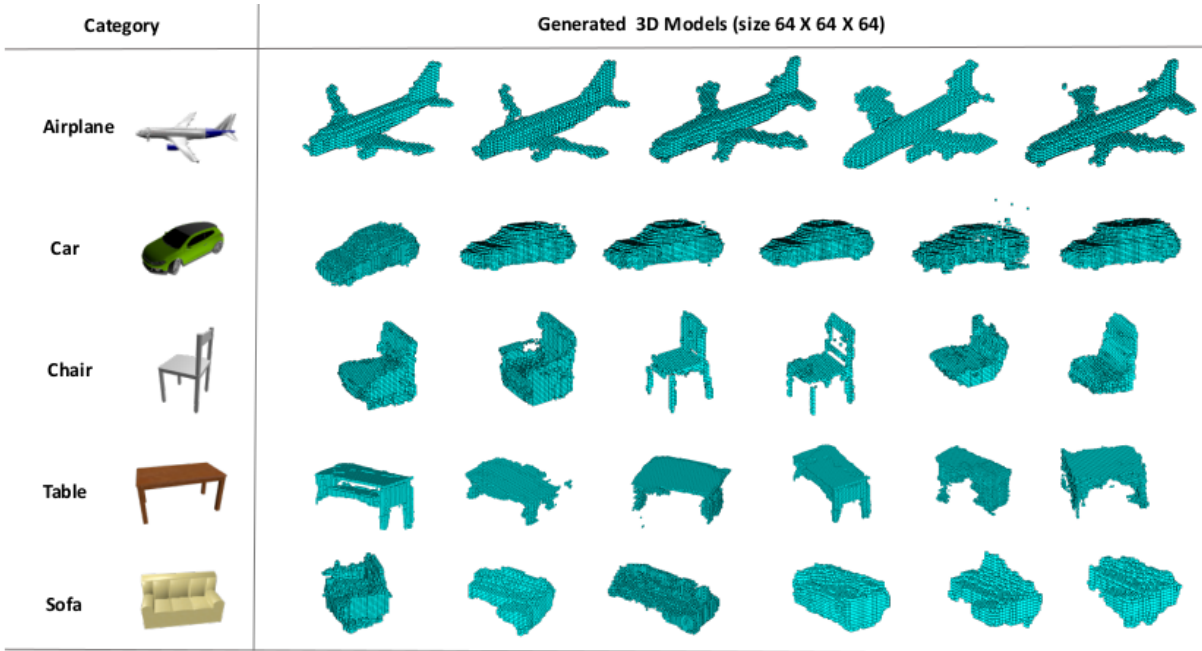 Category
Generated 3D Models (size 64 X 64 X 64)
Airplane
Car
Chair
Table
Sofa